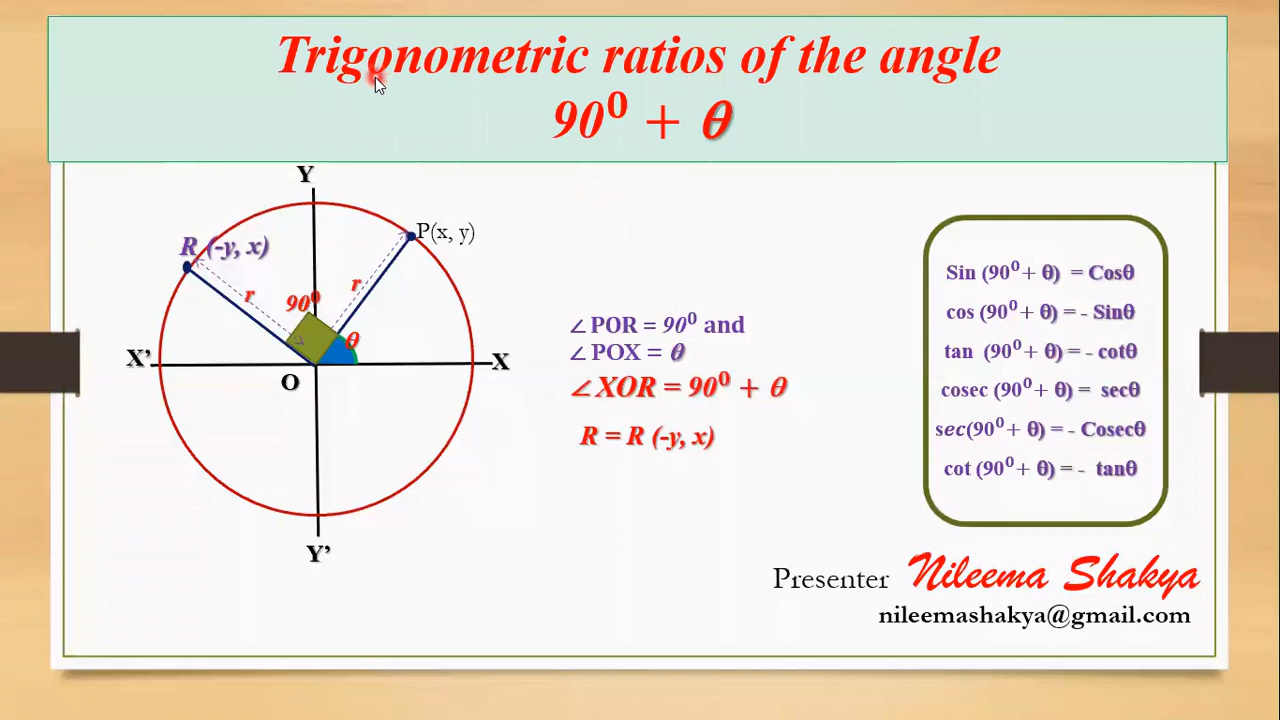 Trigonometric ratios of the angle
90⁰ + θ
Y
R (-y, x)
P(x, y)
r
r
90⁰
θ
X'
X
O
Y'
∠POR = 90⁰ and
∠POX = θ
∠XOR = 90⁰ + θ
R = R (-y, x)
Sin (90⁰+ θ) = Cosθ
cos (90⁰+ θ) = - Sinθ
tan (90⁰+ θ) = - cotθ
cosec (90⁰+ θ) = secθ
sec(90⁰+ θ) = - Cosecθ
cot (90⁰+ θ) = - tanθ
Presenter Nileema Shakya
nileemashakya@gmail.com